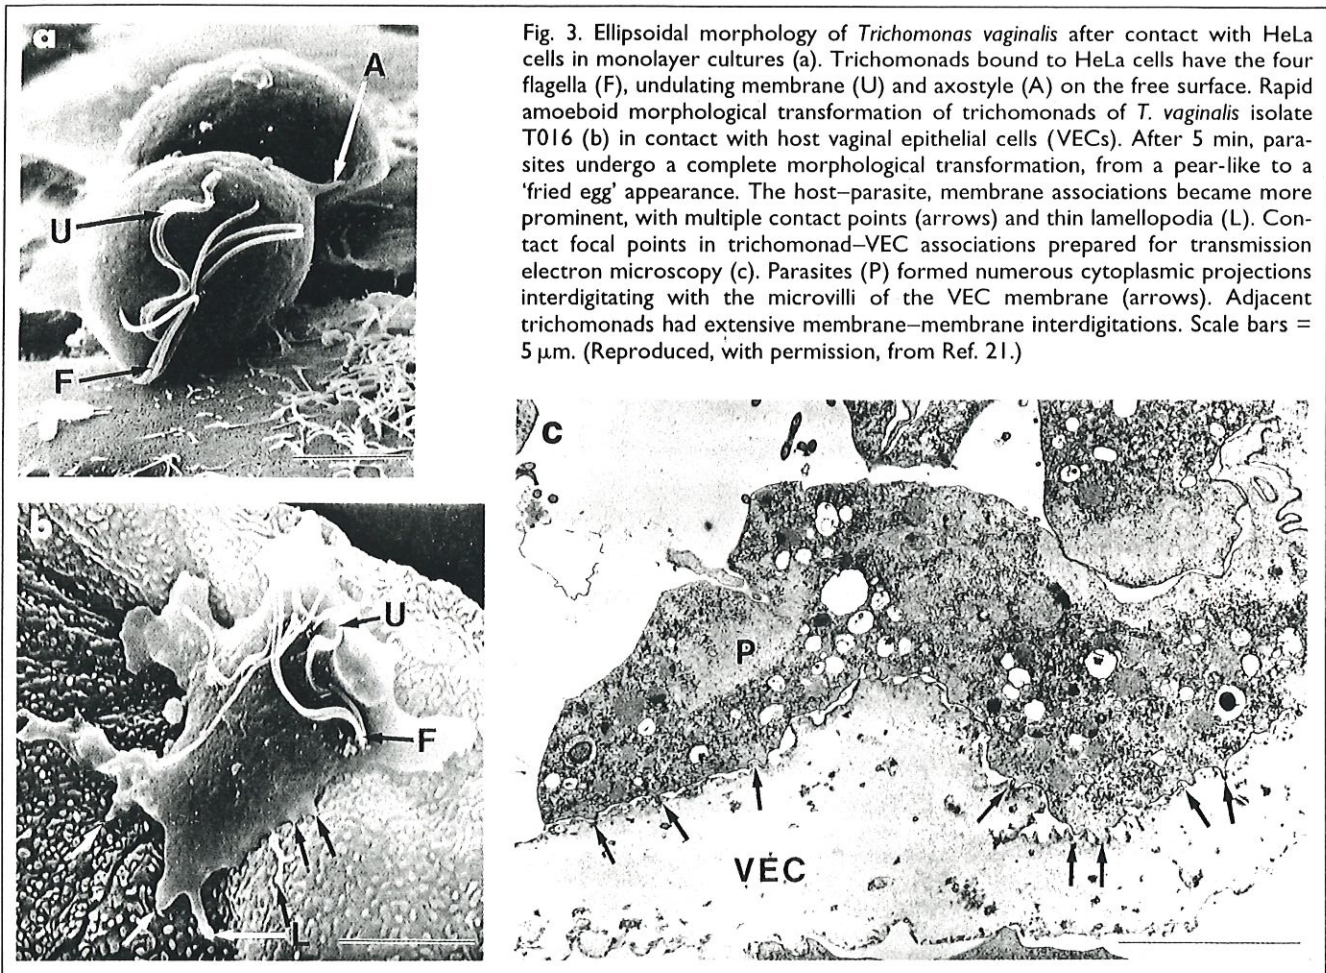 a
A
U
F
Fig. 3. Ellipsoidal morphology of Trichomonas vaginalis after contact with HeLa
cells in monolayer cultures (a). Trichomonads bound to HeLa cells have the four
flagella (F), undulating membrane (U) and axostyle (A) on the free surface. Rapid
amoeboid morphological transformation of trichomonads of T. vaginalis isolate
T016 (b) in contact with host vaginal epithelial cells (VECs). After 5 min, para-
sites undergo a complete morphological transformation, from a pear-like to a
'fried egg' appearance. The host–parasite, membrane associations became more
prominent, with multiple contact points (arrows) and thin lamellopodia (L). Con-
tact focal points in trichomonad–VEC associations prepared for transmission
electron microscopy (c). Parasites (P) formed numerous cytoplasmic projections
interdigitating with the microvilli of the VEC membrane (arrows). Adjacent
trichomonads had extensive membrane–membrane interdigitations. Scale bars =
5 μm. (Reproduced, with permission, from Ref. 21.)
b
U
F
L
c
P
VEC